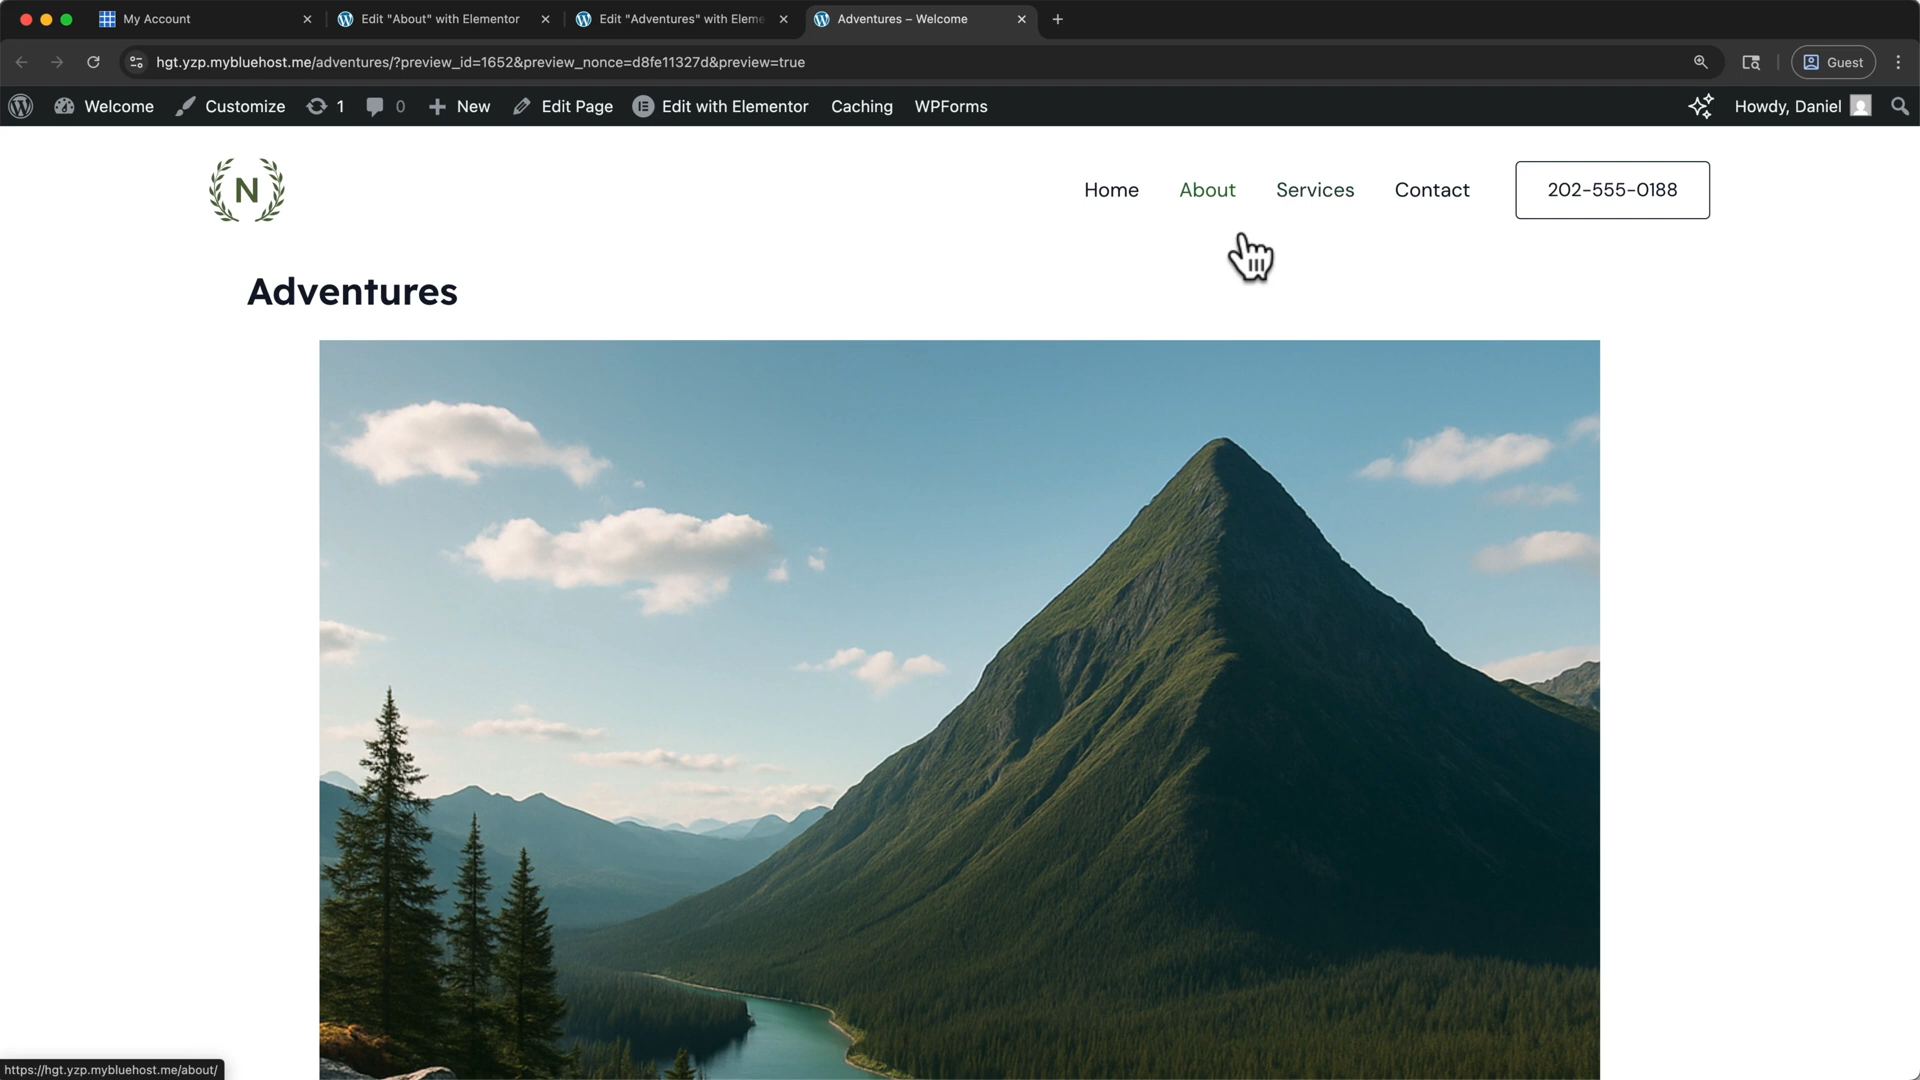 My Account
Edit "About" with Elementor
Edit "Adventures" with Eleme
Adventures – Welcome
hgt.yzp.mybluehost.me/adventures/?preview_id=1652&preview_nonce=d8fe11327d&preview=true
Guest
Welcome
Customize
1
0
New
Edit Page
Edit with Elementor
Caching
WPForms
Howdy, Daniel
N
Home
About
Services
Contact
202-555-0188
Adventures
https://hgt.yzp.mybluehost.me/about/